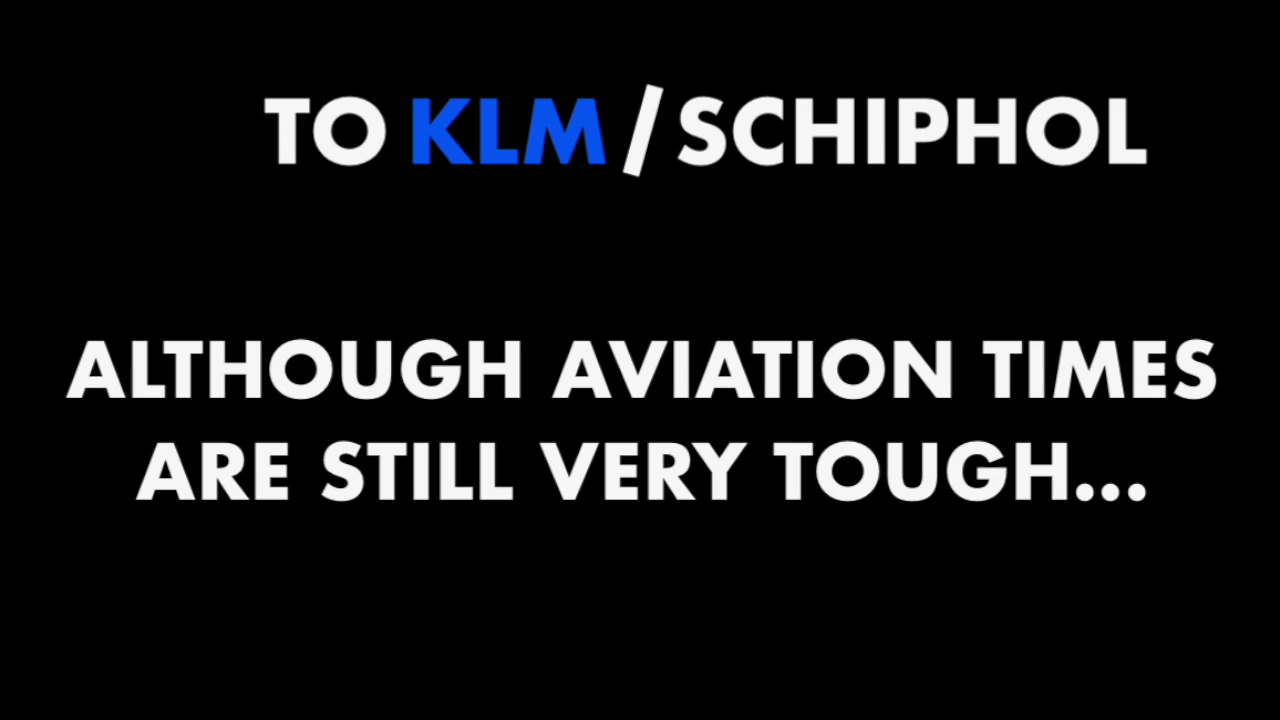 TO KLM/SCHIPHOL
ALTHOUGH AVIATION TIMES
ARE STILL VERY TOUGH...